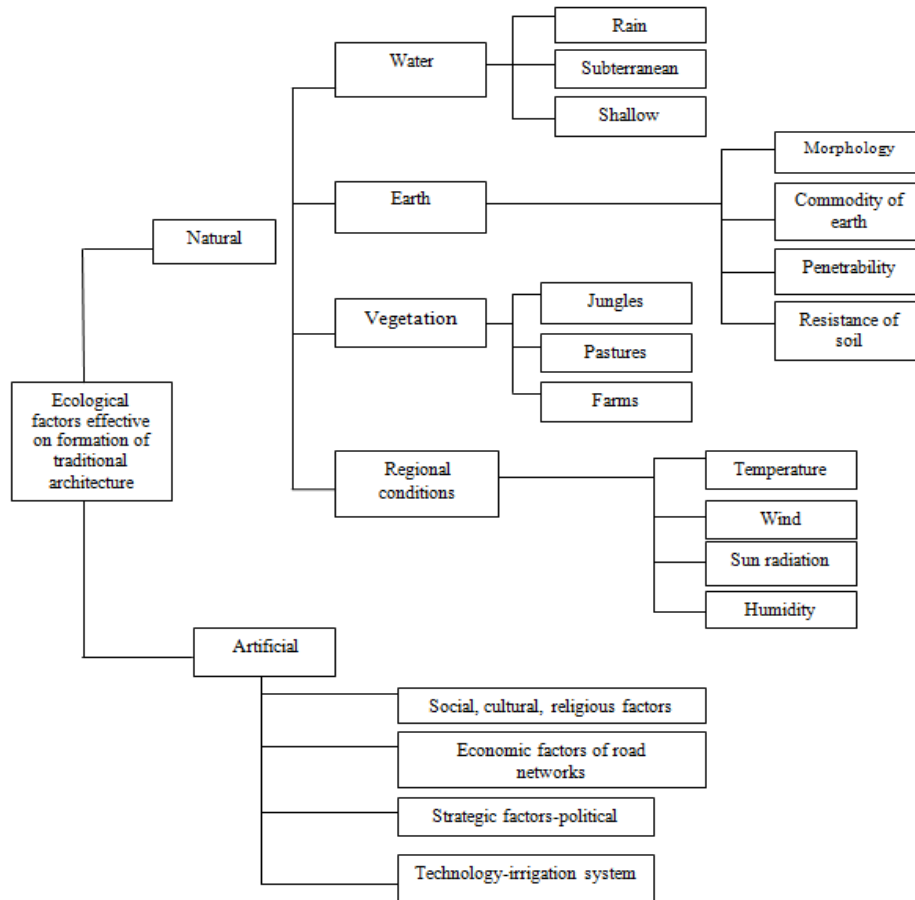 Rain
Water
Subterranean
Shallow
Morphology
Earth
Commodity of
earth
Natural
Penetrability
Jungles
Vegetation
Resistance of
soil
Pastures
Farms
Ecological
factors effective
on formation of
traditional
architecture
Regional
conditions
Temperature
Wind
Sun radiation
Humidity
Artificial
Social, cultural, religious factors
Economic factors of road
networks
Strategic factors-political
Technology-irrigation system